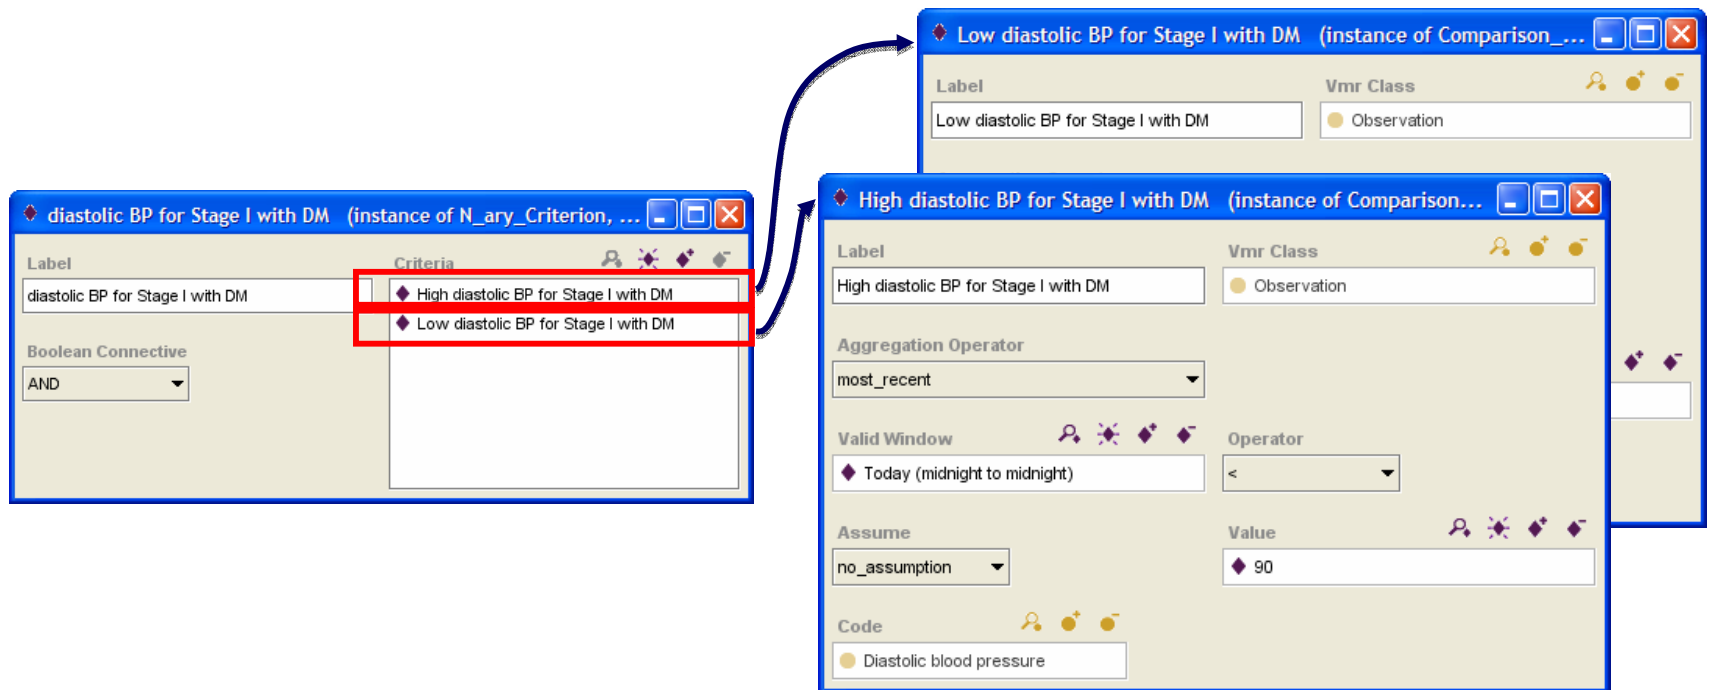 Low diastolic BP for Stage I with DM (instance of Comparison_...
Label
Vmr Class
Low diastolic BP for Stage I with DM
Observation
diastolic BP for Stage I with DM (instance of N_ary_Criterion, ...
Label
Criteria
diastolic BP for Stage I with DM
High diastolic BP for Stage I with DM
Low diastolic BP for Stage I with DM
Boolean Connective
AND
High diastolic BP for Stage I with DM (instance of Comparison...
Label
Vmr Class
High diastolic BP for Stage I with DM
Observation
Aggregation Operator
most_recent
Valid Window
Operator
Today (midnight to midnight)
<
Assume
Value
no_assumption
90
Code
Diastolic blood pressure